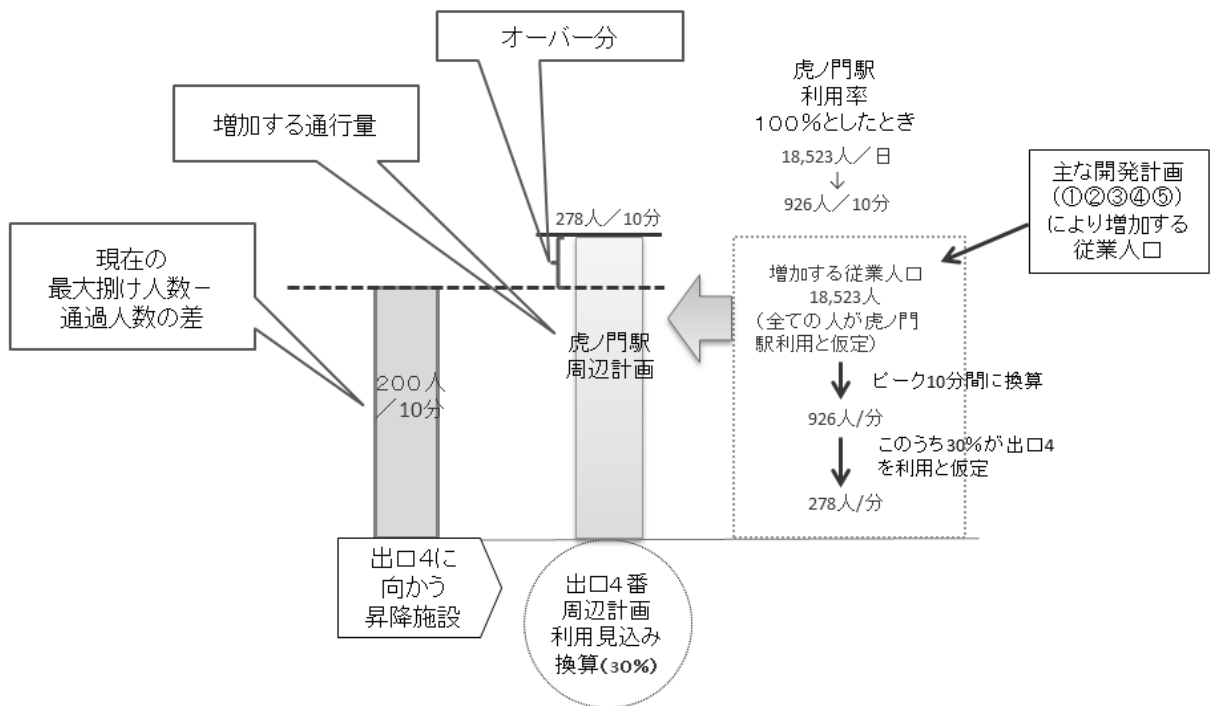 オーバー分
増加する通行量
現在の
最大捌け人数－
通過人数の差
200人
／10分
出口4に
向かう
昇降施設
278人／10分
虎ノ門駅
周辺計画
出口4番
周辺計画
利用見込み
換算(30%)
虎ノ門駅
利用率
100%としたとき
18,523人／日
↓
926人／10分
主な開発計画
(①②③④⑤)
により増加する
従業人口
増加する従業人口
18,523人
(全ての人が虎ノ門
駅利用と仮定)
ピーク10分間に換算
926人/分
このうち30%が出口4
を利用と仮定
278人/分